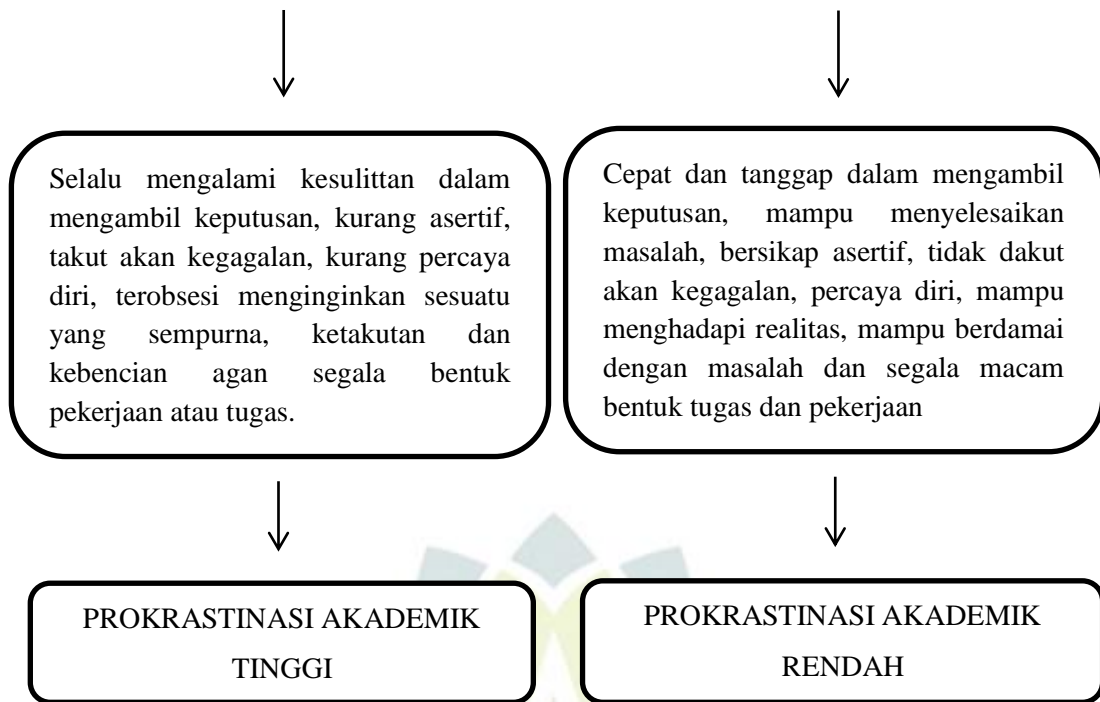 Selalu mengalami kesulittan dalam
mengambil keputusan, kurang asertif,
takut akan kegagalan, kurang percaya
diri, terobsesi menginginkan sesuatu
yang sempurna, ketakutan dan
kebencian agan segala bentuk
pekerjaan atau tugas.
Cepat dan tanggap dalam mengambil
keputusan, mampu menyelesaikan
masalah, bersikap asertif, tidak dakut
akan kegagalan, percaya diri, mampu
menghadapi realitas, mampu berdamai
dengan masalah dan segala macam
bentuk tugas dan pekerjaan
PROKRASTINASI AKADEMIK
TINGGI
PROKRASTINASI AKADEMIK
RENDAH